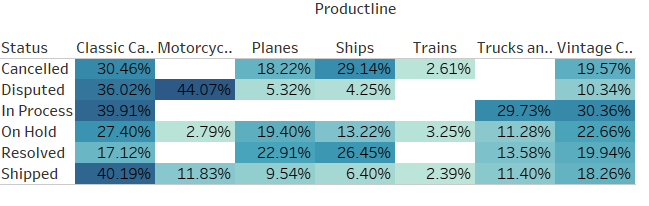 Productline
Status Classic Ca.. Motorcyc.. Planes Ships Trains Trucks an.. Vintage C..
Cancelled 30.46% 18.22% 29.14% 2.61% 19.57%
Disputed 36.02% 44.07% 5.32% 4.25% 10.34%
In Process 39.91% 29.73% 30.36%
On Hold 27.40% 2.79% 19.40% 13.22% 3.25% 11.28% 22.66%
Resolved 17.12% 22.91% 26.45% 13.58% 19.94%
Shipped 40.19% 11.83% 9.54% 6.40% 2.39% 11.40% 18.26%